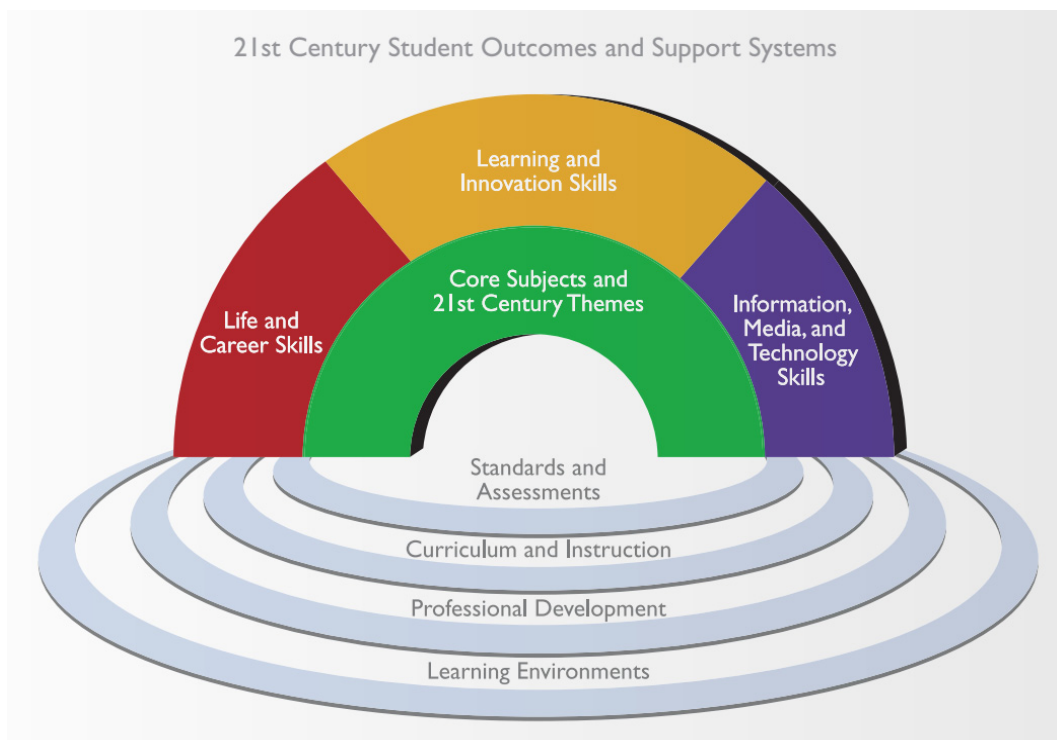 21st Century Student Outcomes and Support Systems
Learning and
Innovation Skills
Core Subjects and
21st Century Themes
Life and
Career Skills
Information,
Media, and
Technology
Skills
Standards and
Assessments
Curriculum and Instruction
Professional Development
Learning Environments